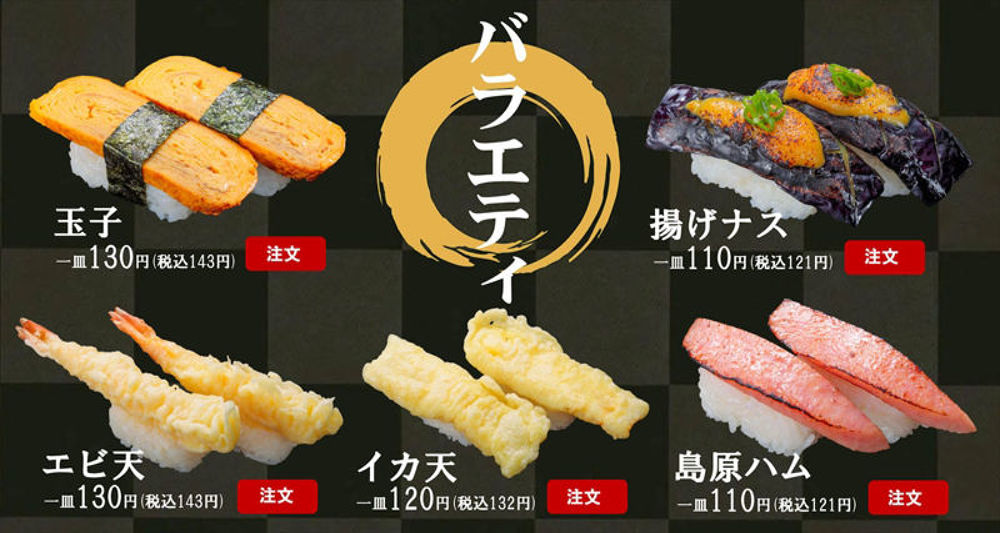 バラエティ
玉子
一皿130円(税込143円)
注文
揚げナス
一皿110円(税込121円)
注文
エビ天
一皿130円(税込143円)
注文
イカ天
一皿120円(税込132円)
注文
島原ハム
一皿110円(税込121円)
注文